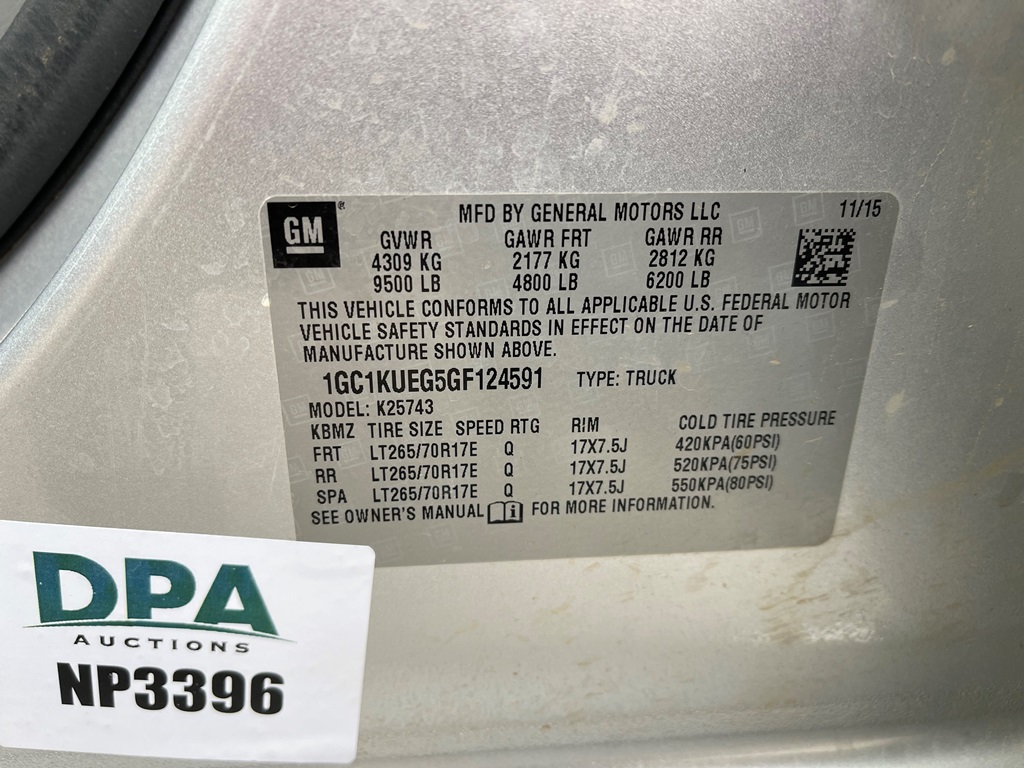 GM ®
MFD BY GENERAL MOTORS LLC 11/15
GVWR GAWR FRT GAWR RR
4309 KG 2177 KG 2812 KG
9500 LB 4800 LB 6200 LB
THIS VEHICLE CONFORMS TO ALL APPLICABLE U.S. FEDERAL MOTOR
VEHICLE SAFETY STANDARDS IN EFFECT ON THE DATE OF
MANUFACTURE SHOWN ABOVE.
1GC1KUEG5GF124591 TYPE: TRUCK
MODEL: K25743
KBMZ TIRE SIZE SPEED RTG RIM COLD TIRE PRESSURE
FRT LT265/70R17E Q 17X7.5J 420KPA(60PSI)
RR LT265/70R17E Q 17X7.5J 520KPA(75PSI)
SPA LT265/70R17E Q 17X7.5J 550KPA(80PSI)
SEE OWNER'S MANUAL i FOR MORE INFORMATION.
DPA
AUCTIONS
NP3396